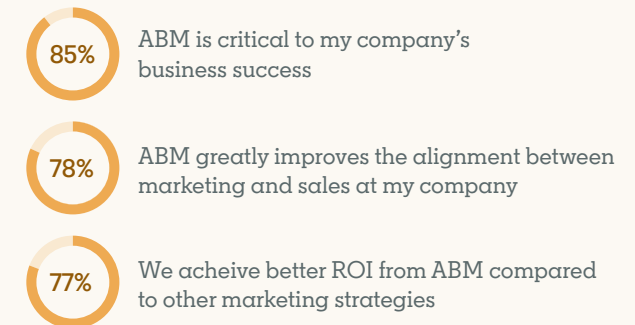 85%
ABM is critical to my company's
business success
78%
ABM greatly improves the alignment between
marketing and sales at my company
77%
We acheive better ROI from ABM compared
to other marketing strategies